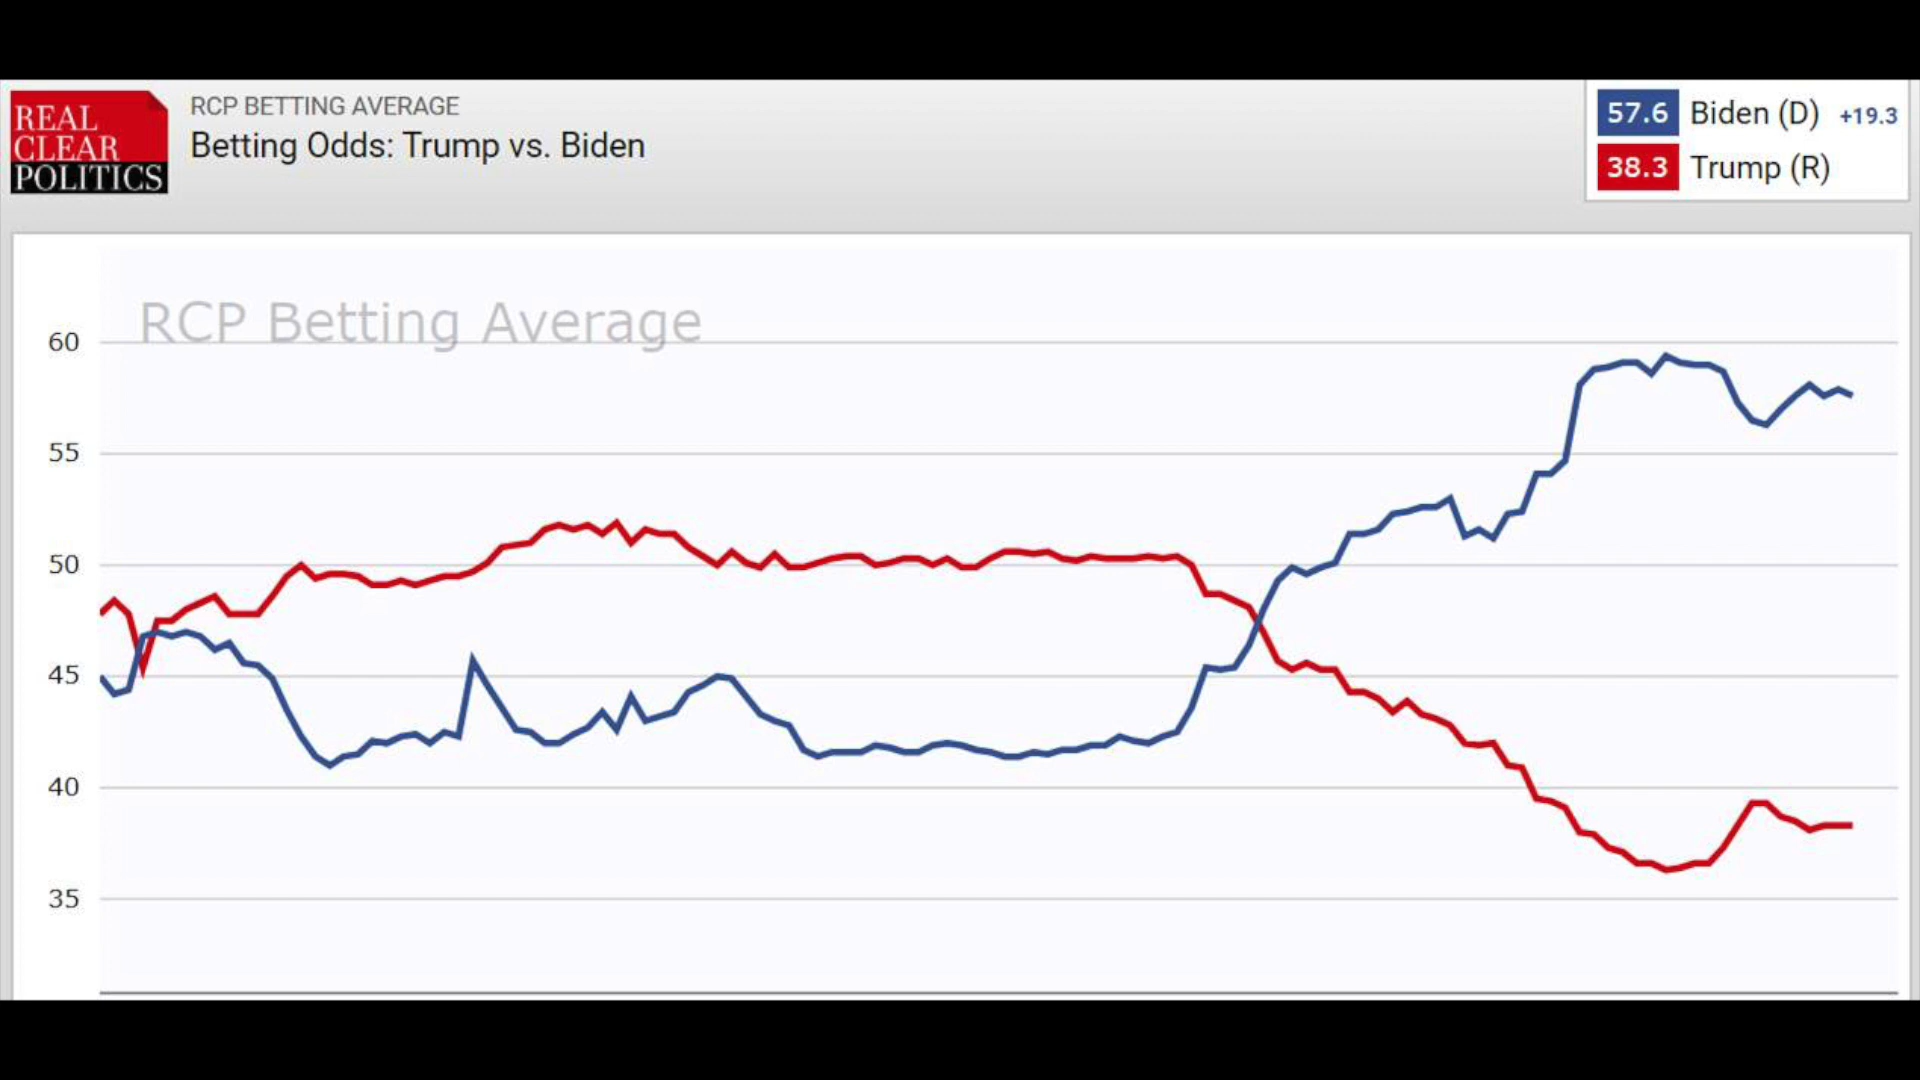 REAL
CLEAR
POLITICS
RCP BETTING AVERAGE
Betting Odds: Trump vs. Biden
57.6 Biden (D) +19.3
38.3 Trump (R)
RCP Betting Average
60
55
50
45
40
35